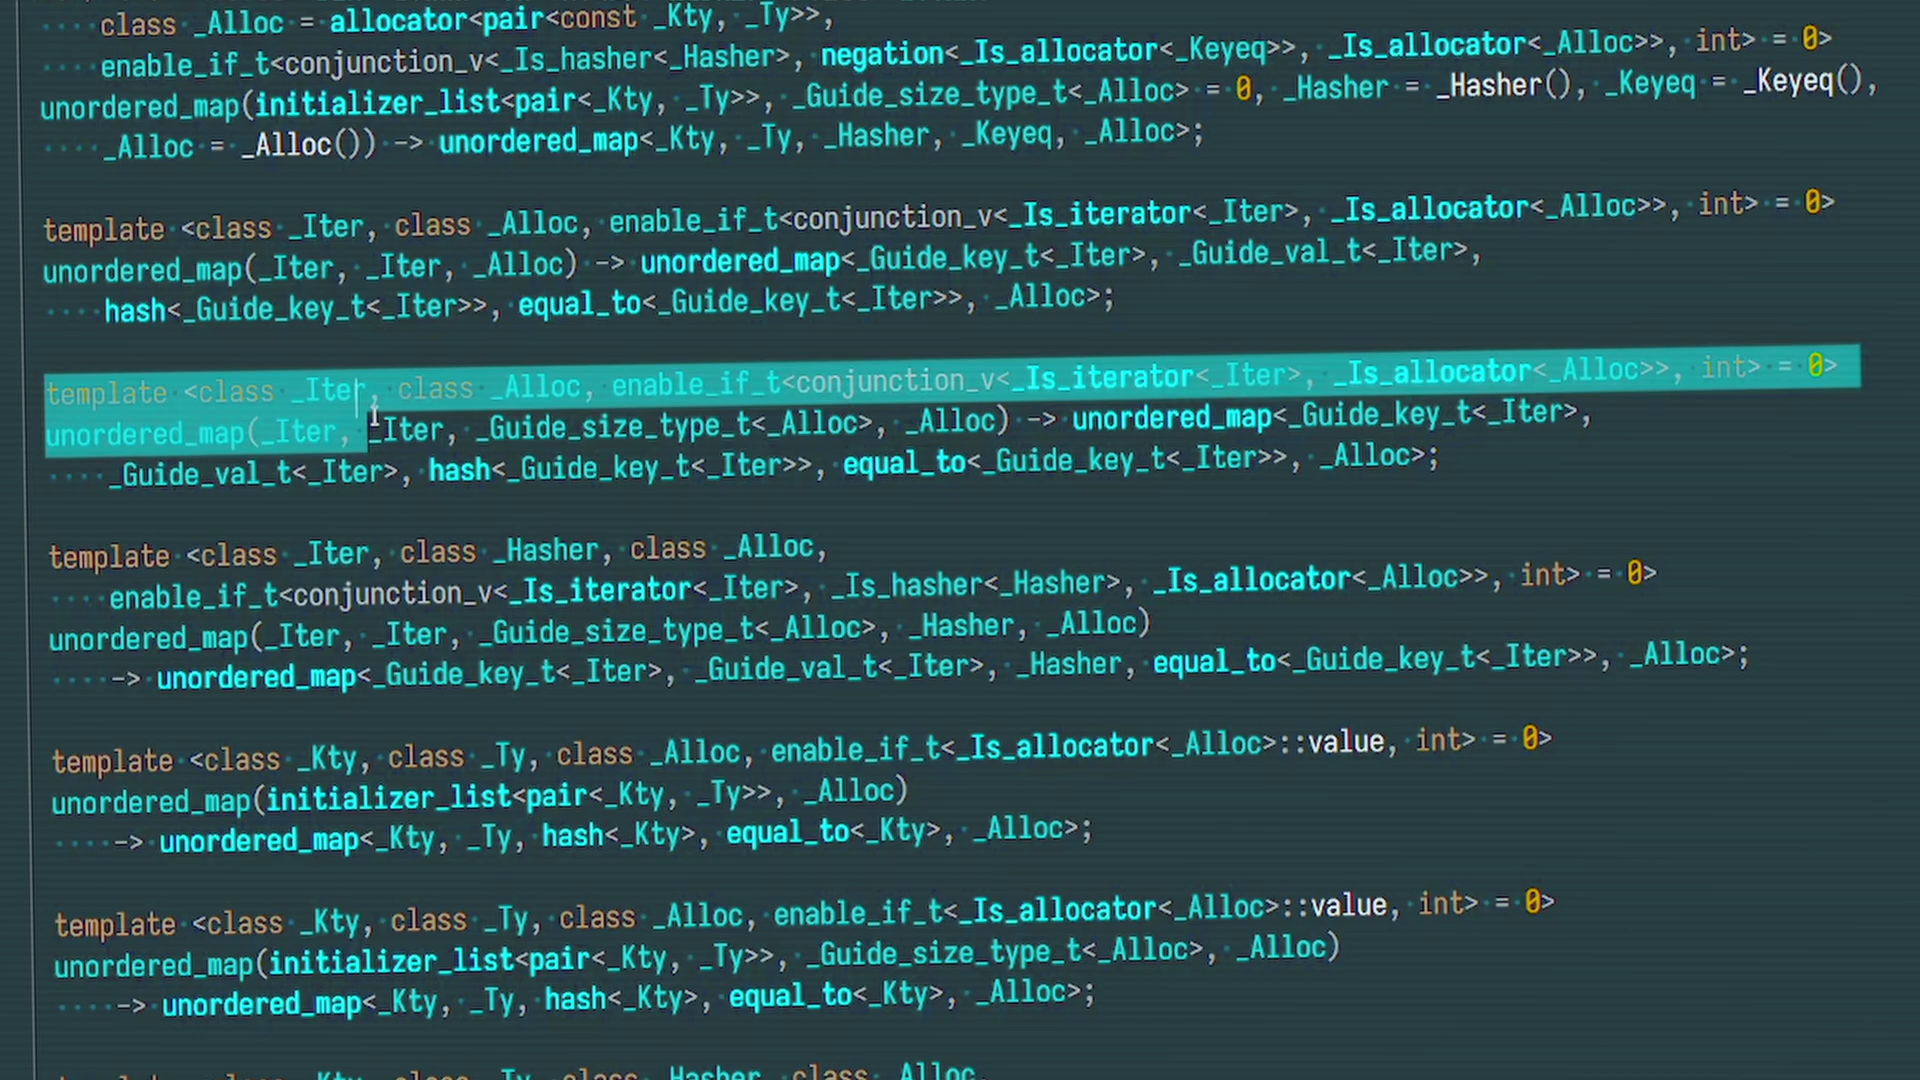 class _Alloc = allocator<pair<const _Kty, _Ty>>,
enable_if_t<conjunction_v<_Is_hasher<_Hasher>, negation<_Is_allocator<_Keyeq>>, _Is_allocator<_Alloc>>, int> = 0>
unordered_map(initializer_list<pair<_Kty, _Ty>>, _Guide_size_type_t<_Alloc> = 0, _Hasher = _Hasher(), _Keyeq = _Keyeq(),
_Alloc = _Alloc()) -> unordered_map<_Kty, _Ty, _Hasher, _Keyeq, _Alloc>;
template <class _Iter, class _Alloc, enable_if_t<conjunction_v<_Is_iterator<_Iter>, _Is_allocator<_Alloc>>, int> = 0>
unordered_map(_Iter, _Iter, _Alloc) -> unordered_map<_Guide_key_t<_Iter>, _Guide_val_t<_Iter>,
hash<_Guide_key_t<_Iter>>, equal_to<_Guide_key_t<_Iter>>, _Alloc>;
template <class _Iter, class _Alloc, enable_if_t<conjunction_v<_Is_iterator<_Iter>, _Is_allocator<_Alloc>>, int> = 0>
unordered_map(_Iter, _Iter, _Guide_size_type_t<_Alloc>, _Alloc) -> unordered_map<_Guide_key_t<_Iter>,
_Guide_val_t<_Iter>, hash<_Guide_key_t<_Iter>>, equal_to<_Guide_key_t<_Iter>>, _Alloc>;
template <class _Iter, class _Hasher, class _Alloc,
enable_if_t<conjunction_v<_Is_iterator<_Iter>, _Is_hasher<_Hasher>, _Is_allocator<_Alloc>>, int> = 0>
unordered_map(_Iter, _Iter, _Guide_size_type_t<_Alloc>, _Hasher, _Alloc)
-> unordered_map<_Guide_key_t<_Iter>, _Guide_val_t<_Iter>, _Hasher, equal_to<_Guide_key_t<_Iter>>, _Alloc>;
template <class _Kty, class _Ty, class _Alloc, enable_if_t<_Is_allocator<_Alloc>::value, int> = 0>
unordered_map(initializer_list<pair<_Kty, _Ty>>, _Alloc)
-> unordered_map<_Kty, _Ty, hash<_Kty>, equal_to<_Kty>, _Alloc>;
template <class _Kty, class _Ty, class _Alloc, enable_if_t<_Is_allocator<_Alloc>::value, int> = 0>
unordered_map(initializer_list<pair<_Kty, _Ty>>, _Guide_size_type_t<_Alloc>, _Alloc)
-> unordered_map<_Kty, _Ty, hash<_Kty>, equal_to<_Kty>, _Alloc>;
_Kty, class _Ty, class _Hasher, class _Alloc,